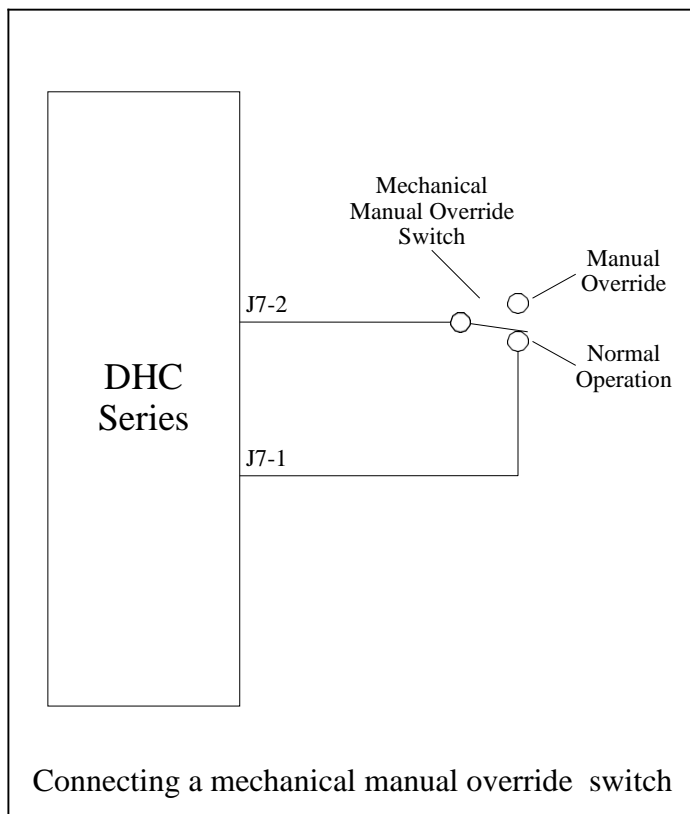 Mechanical
Manual Override
Switch
Manual
Override
J7-2
Normal
Operation
DHC
Series
J7-1
Connecting a mechanical manual override switch